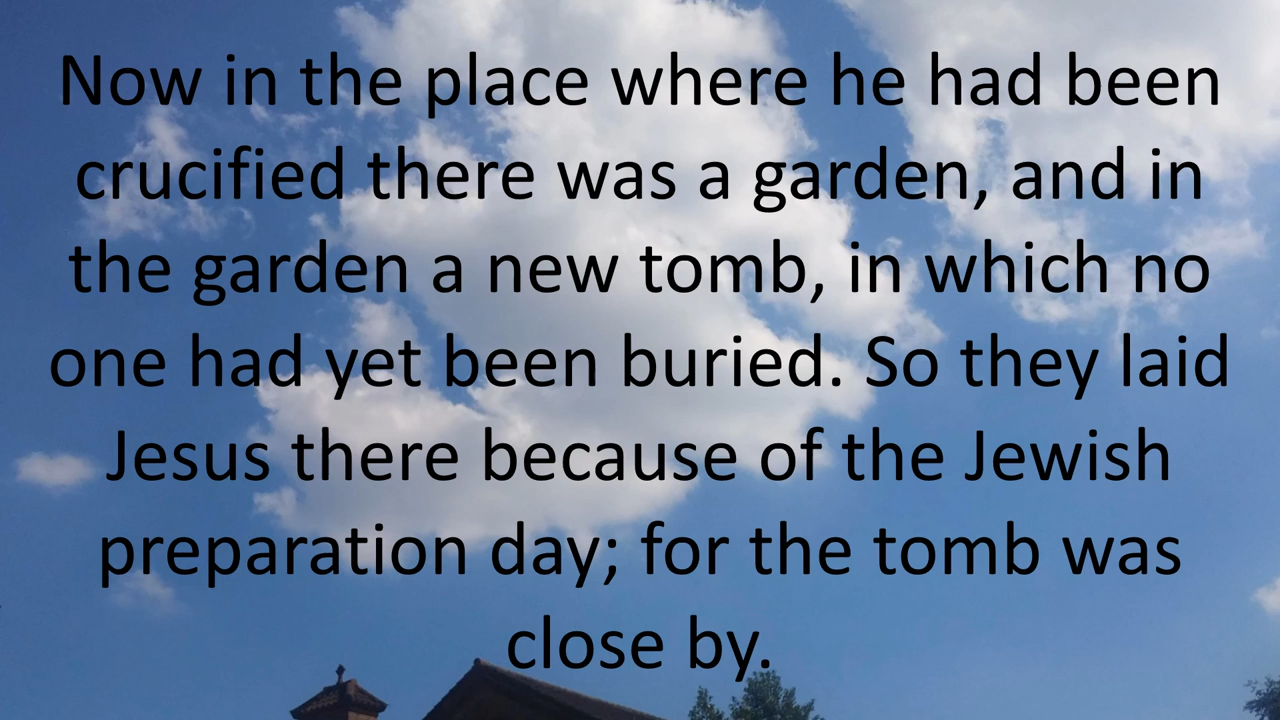 Now in the place where he had been
crucified there was a garden, and in
the garden a new tomb, in which no
one had yet been buried. So they laid
Jesus there because of the Jewish
preparation day; for the tomb was
close by.